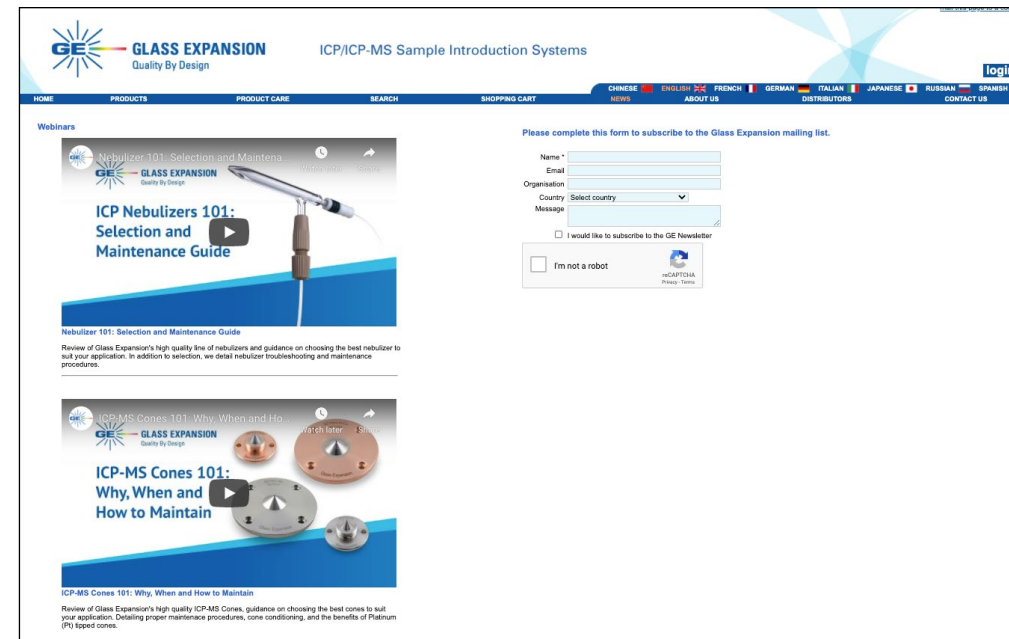 GE
GLASS EXPANSION
Quality By Design
ICP/ICP-MS Sample Introduction Systems
login
CHINESE ENGLISH FRENCH GERMAN ITALIAN JAPANESE RUSSIAN SPANISH
HOME PRODUCTS PRODUCT CARE SEARCH SHOPPING CART NEWS ABOUT US DISTRIBUTORS CONTACT US
Webinars
Nebulizer 101: Selection and Maintena...
GE GLASS EXPANSION
Quality By Design
ICP Nebulizers 101:
Selection and
Maintenance Guide
Nebulizer 101: Selection and Maintenance Guide
Review of Glass Expansion's high quality line of nebulizers and guidance on choosing the best nebulizer to
suit your application. In addition to selection, we detail nebulizer troubleshooting and maintenance
procedures.
ICP-MS Cones 101: Why, When and Ho...
Watch later Share
GE GLASS EXPANSION
Quality By Design
ICP-MS Cones 101:
Why, When and
How to Maintain
Glass Expansion
ICP-MS Cones 101: Why, When and How to Maintain
Review of Glass Expansion's high quality ICP-MS Cones, guidance on choosing the best cones to suit
your application. Detailing proper maintenace procedures, cone conditioning, and the benefits of Platinum
(Pt) tipped cones.
Please complete this form to subscribe to the Glass Expansion mailing list.
Name *
Email
Organisation
Country Select country
Message
I would like to subscribe to the GE Newsletter
I'm not a robot
reCAPTCHA
Privacy - Terms